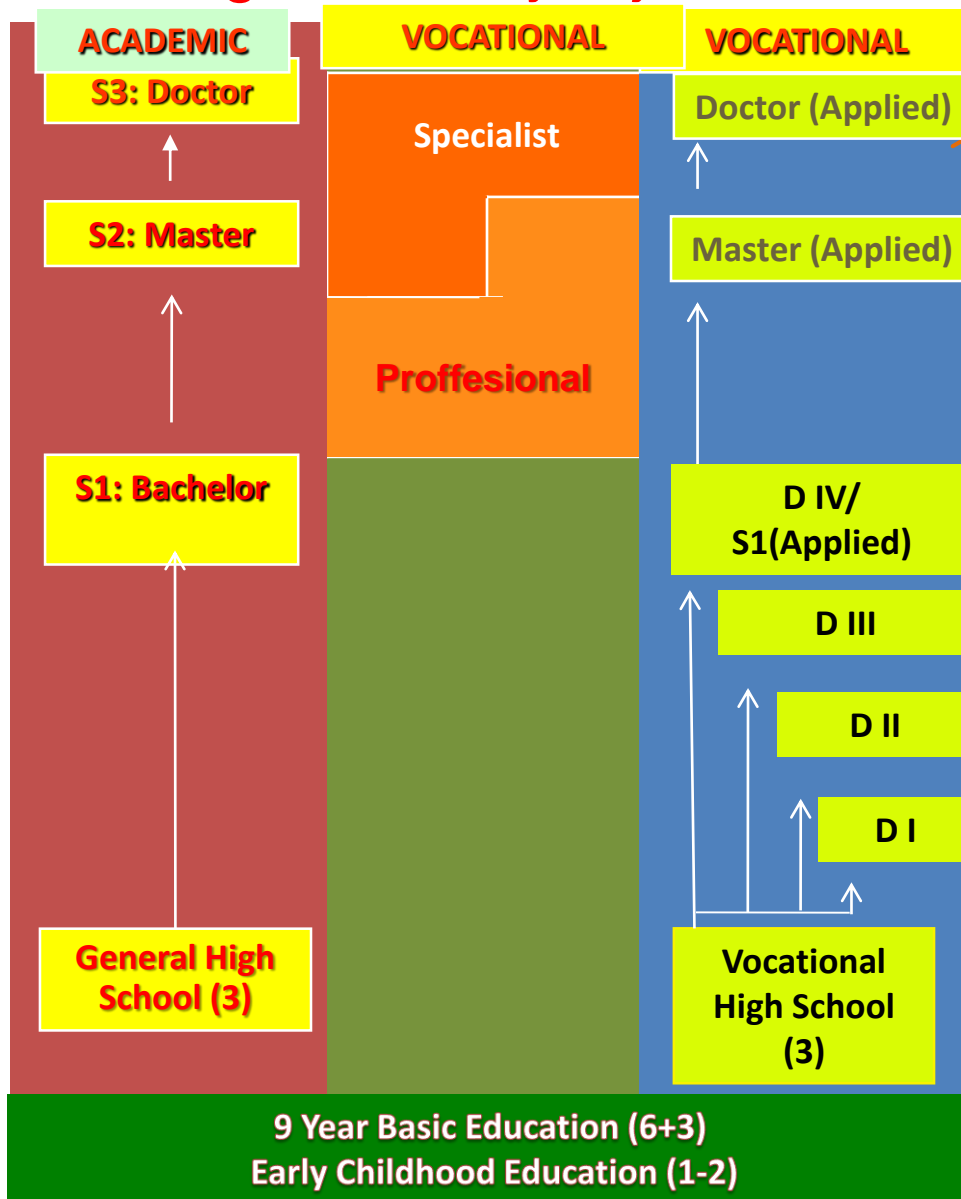 ACADEMIC
VOCATIONAL
VOCATIONAL
S3: Doctor
Specialist
Doctor (Applied)
S2: Master
Master (Applied)
Proffesional
S1: Bachelor
D IV/
S1(Applied)
D III
D II
D I
General High
School (3)
Vocational
High School
(3)
9 Year Basic Education (6+3)
Early Childhood Education (1-2)